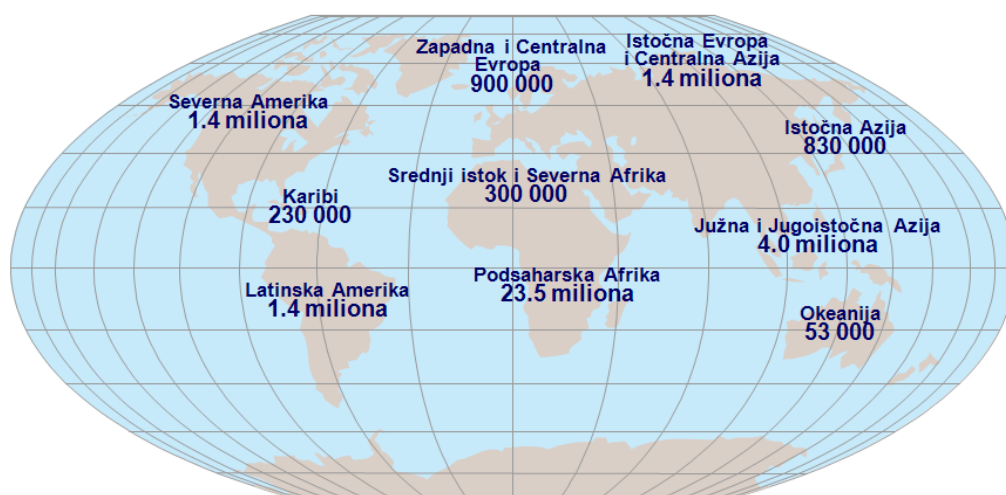 Zapadna i Centralna
Evropa
900 000
Istočna Evropa
i Centralna Azija
1.4 miliona
Severna Amerika
1.4 miliona
Istočna Azija
830 000
Srednji istok i Severna Afrika
300 000
Karibi
230 000
Južna i Jugoistočna Azija
4.0 miliona
Podsaharska Afrika
23.5 miliona
Latinska Amerika
1.4 miliona
Okeanija
53 000